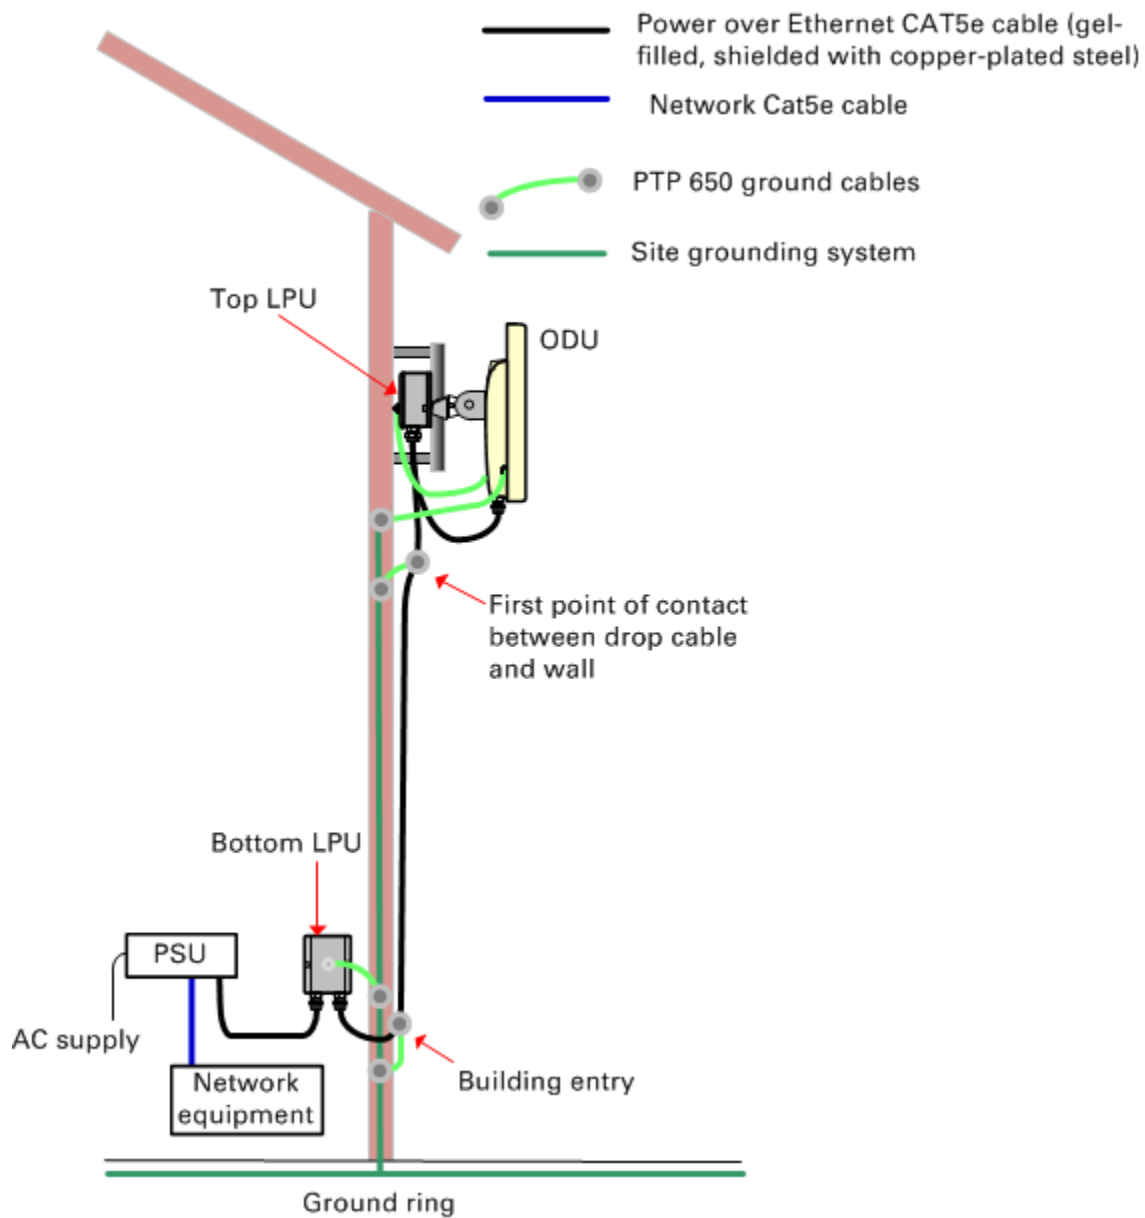 Power over Ethernet CAT5e cable (gel-
filled, shielded with copper-plated steel)
Network Cat5e cable
PTP 650 ground cables
Site grounding system
Top LPU
ODU
First point of contact
between drop cable
and wall
Bottom LPU
PSU
AC supply
Network
equipment
Building entry
Ground ring